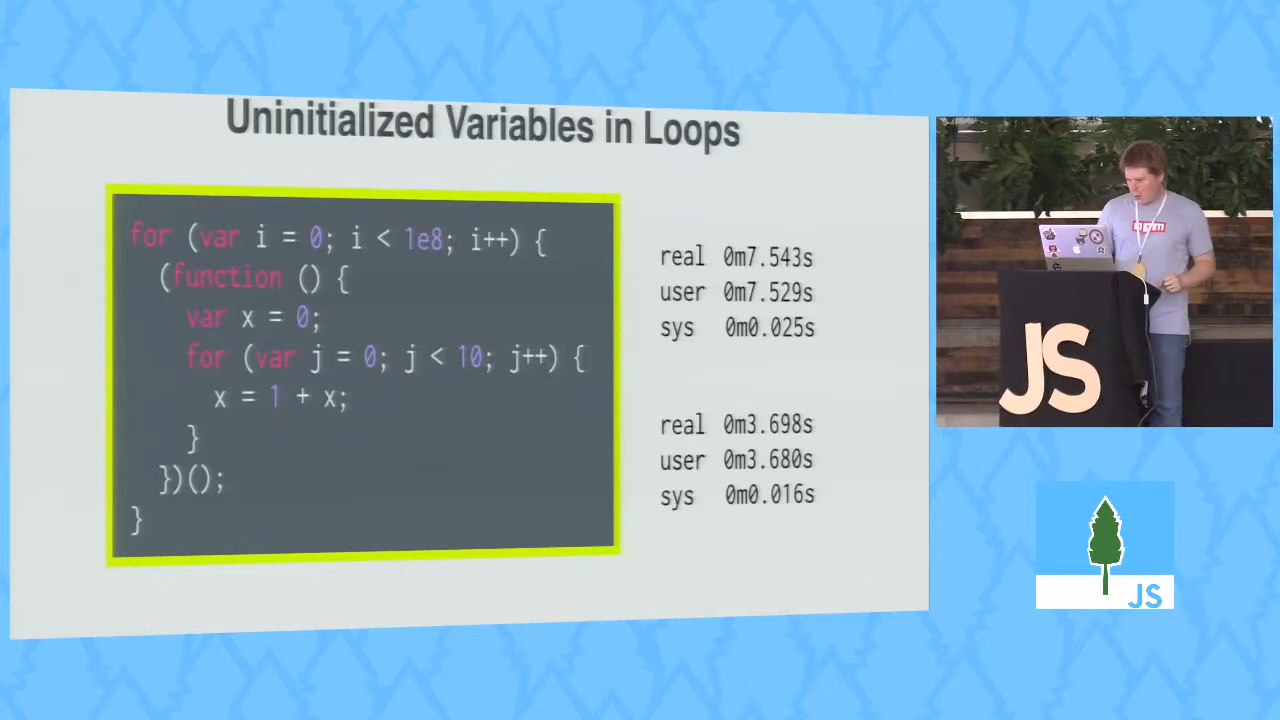 Uninitialized Variables in Loops
for (var i = 0; i < 1e8; i++) {
(function () {
var x = 0;
for (var j = 0; j < 10; j++) {
x = 1 + x;
}
})();
}
real 0m7.543s
user 0m7.529s
sys 0m0.025s
real 0m3.698s
user 0m3.680s
sys 0m0.016s
npm
JS
JS